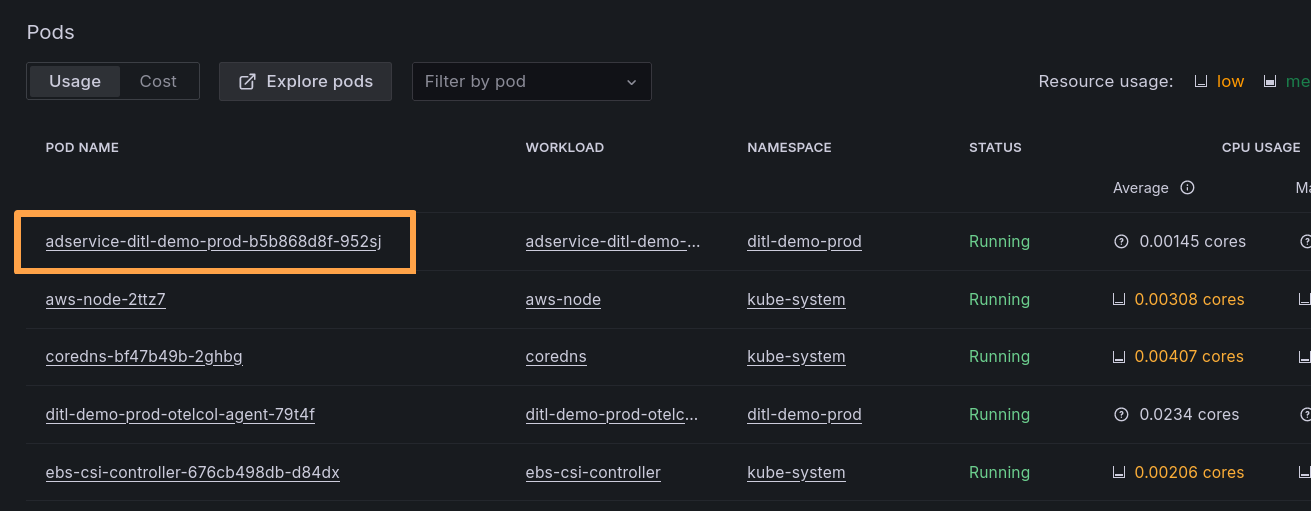 Pods
Usage Cost Explore pods Filter by pod Resource usage: low me
POD NAME WORKLOAD NAMESPACE STATUS CPU USAGE
Average Ma
adservice-ditl-demo-prod-b5b868d8f-952sj adservice-ditl-demo-... ditl-demo-prod Running 0.00145 cores
aws-node-2ttz7 aws-node kube-system Running 0.00308 cores
coredns-bf47b49b-2ghbg coredns kube-system Running 0.00407 cores
ditl-demo-prod-otelcol-agent-79t4f ditl-demo-prod-otelc... ditl-demo-prod Running 0.0234 cores
ebs-csi-controller-676cb498db-d84dx ebs-csi-controller kube-system Running 0.00206 cores